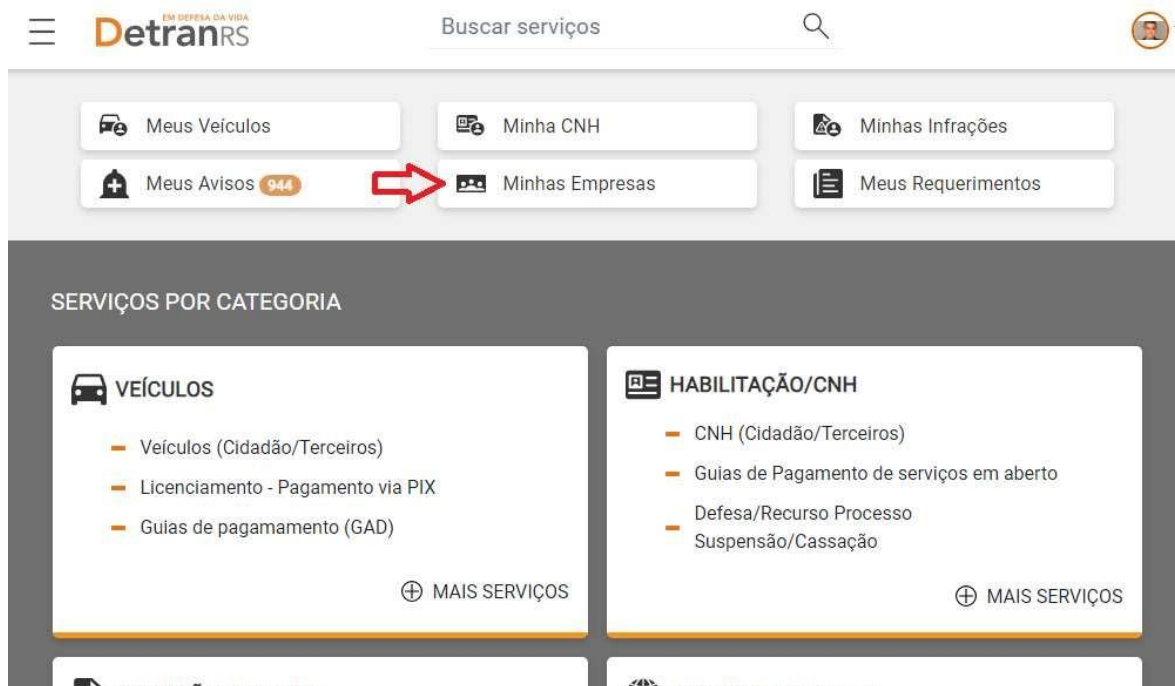 EM DEFESA DA VIDA
DetranRS
Buscar serviços
Meus Veículos
Minha CNH
Minhas Infrações
Meus Avisos 944
Minhas Empresas
Meus Requerimentos
SERVIÇOS POR CATEGORIA
VEÍCULOS
Veículos (Cidadão/Terceiros)
Licenciamento - Pagamento via PIX
Guias de pagamamento (GAD)
MAIS SERVIÇOS
HABILITAÇÃO/CNH
CNH (Cidadão/Terceiros)
Guias de Pagamento de serviços em aberto
Defesa/Recurso Processo
Suspensão/Cassação
MAIS SERVIÇOS